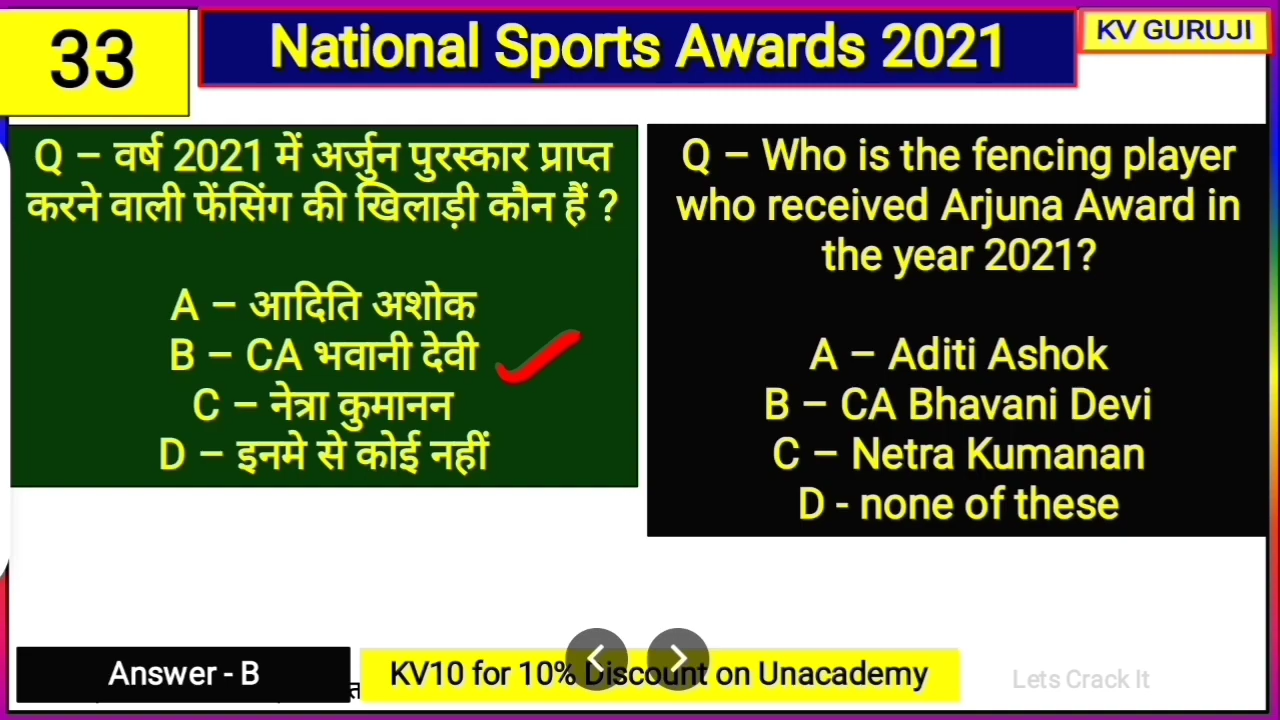 33
National Sports Awards 2021
KV GURUJI
Q – वर्ष 2021 में अर्जुन पुरस्कार प्राप्त
करने वाली फेंसिंग की खिलाड़ी कौन हैं ?
A – आदिति अशोक
B – CA भवानी देवी
C – नेत्रा कुमानन
D – इनमे से कोई नहीं
Q – Who is the fencing player
who received Arjuna Award in
the year 2021?
A – Aditi Ashok
B – CA Bhavani Devi
C – Netra Kumanan
D - none of these
Answer - B
KV10 for 10% Discount on Unacademy
Lets Crack It